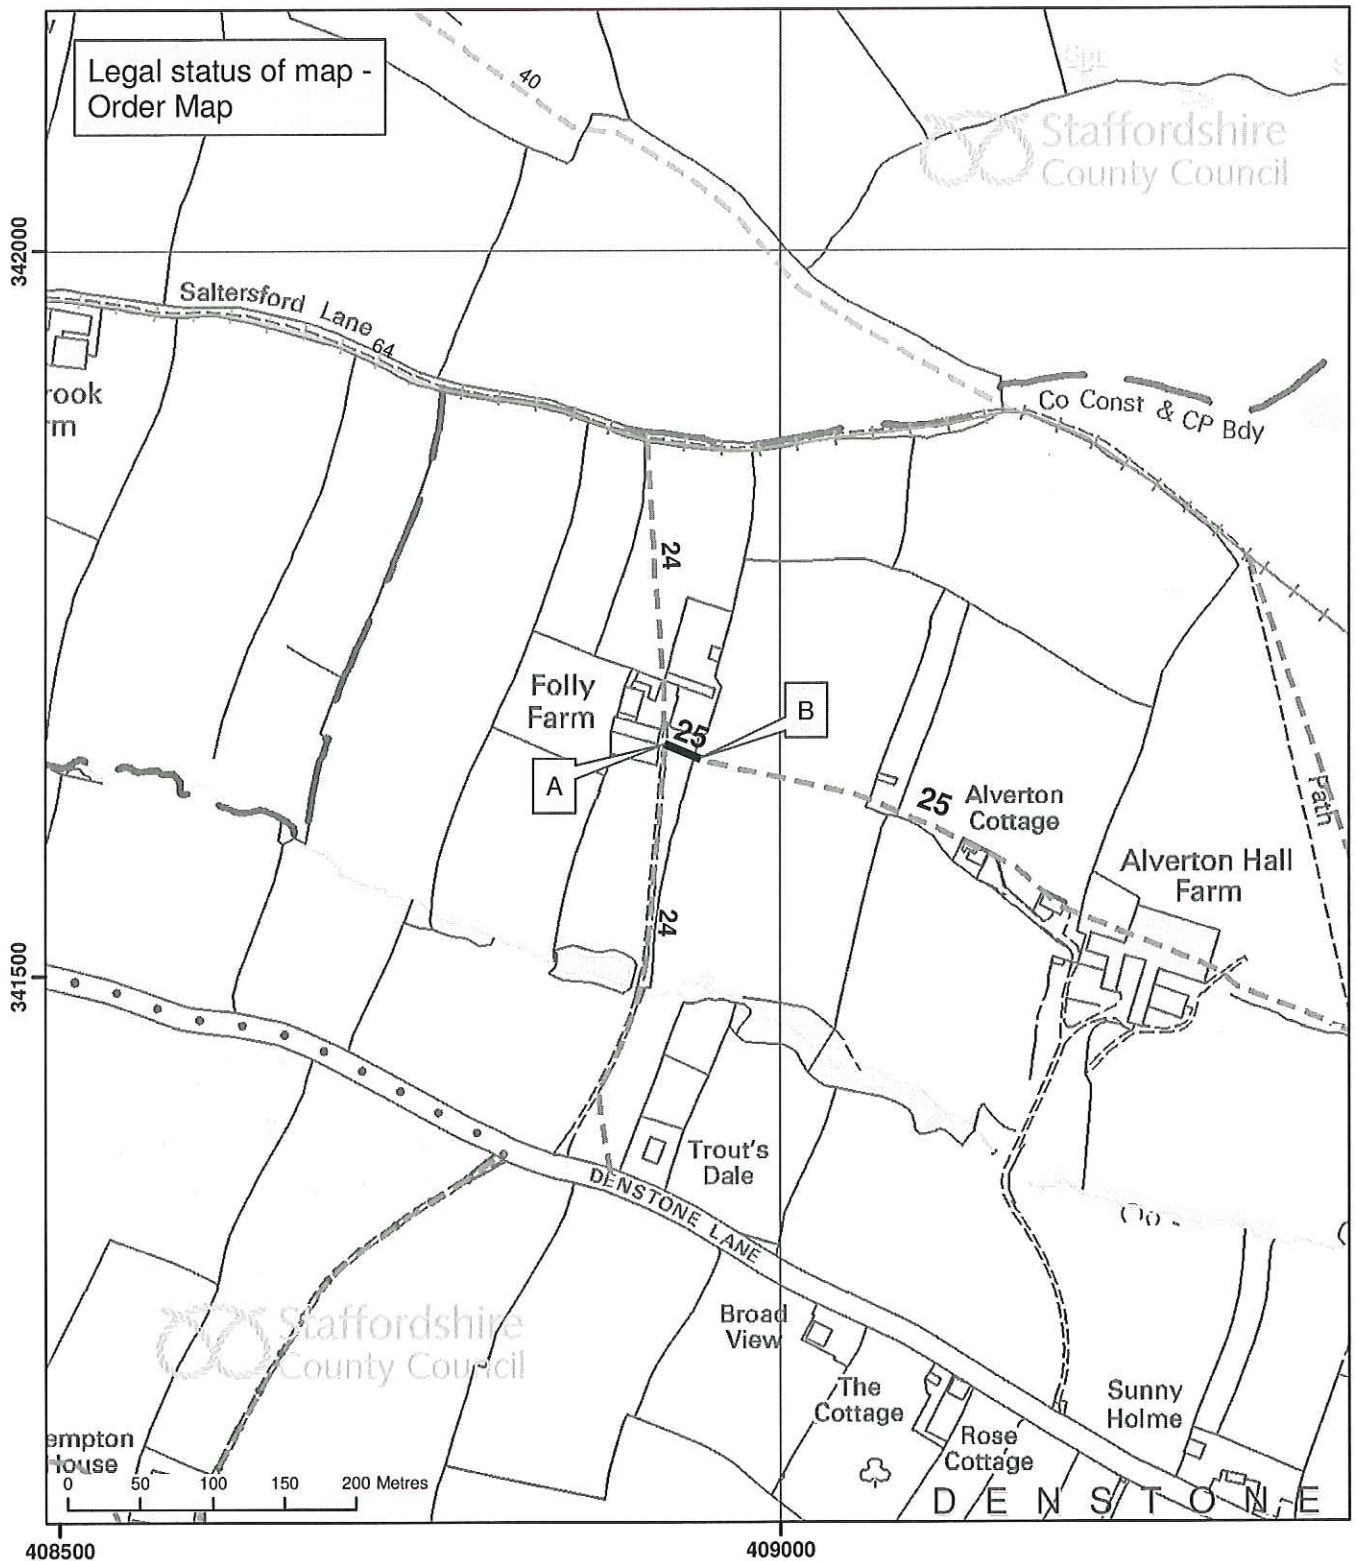 Legal status of map -
Order Map
40
Staffordshire
County Council
342000
Saltersford Lane
64
rook
rm
Co Const & CP Bdy
24
Folly
Farm
25
B
A
25
Alverton
Cottage
Path
Alverton Hall
Farm
24
341500
Trout's
Dale
DENSTONE LANE
Staffordshire
County Council
Broad
View
The
Cottage
Rose
Cottage
Sunny
Holme
empton
House
0 50 100 150 200 Metres
DENSTONE
408500
409000